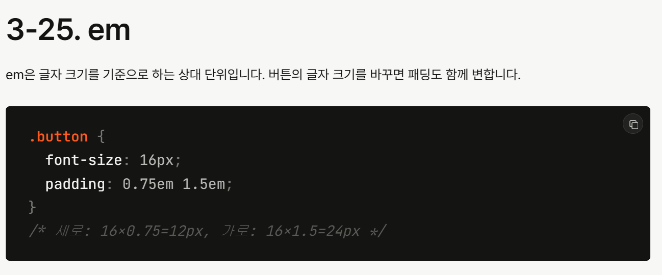 3-25. em
em은 글자 크기를 기준으로 하는 상대 단위입니다. 버튼의 글자 크기를 바꾸면 패딩도 함께 변합니다.
.button {
  font-size: 16px;
  padding: 0.75em 1.5em;
}
/* 세로: 16×0.75=12px, 가로: 16×1.5=24px */